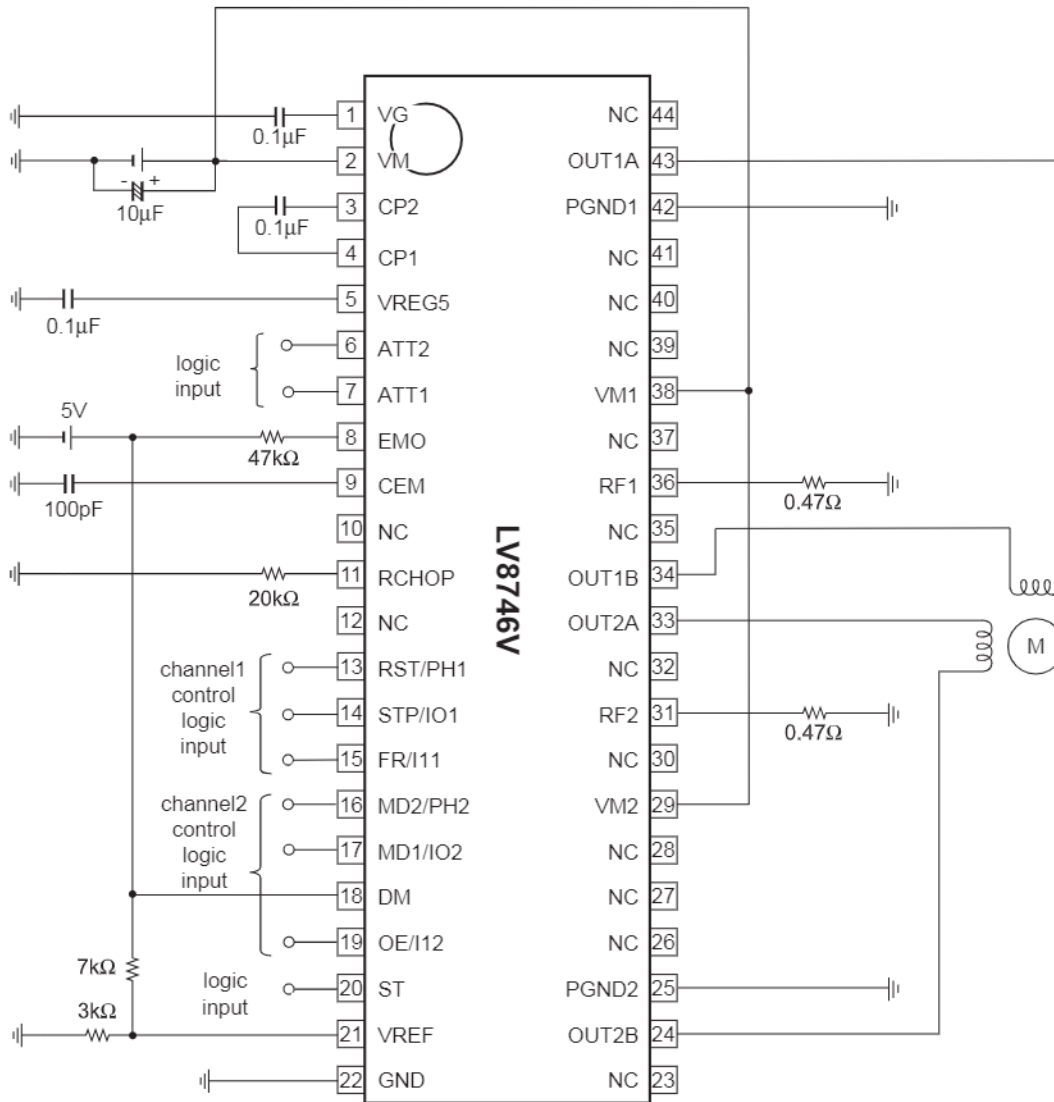 1 VG NC 44
0.1μF
2 VM OUT1A 43
- +
10μF
3 CP2 PGND1 42
0.1μF
4 CP1 NC 41
5 VREG5 NC 40
0.1μF
logic
input
6 ATT2 NC 39
7 ATT1 VM1 38
5V
8 EMO NC 37
47kΩ
9 CEM RF1 36
100pF
0.47Ω
10 NC NC 35
11 RCHOP OUT1B 34
20kΩ
12 NC OUT2A 33
LV8746V
M
channel1
control
logic
input
13 RST/PH1 NC 32
14 STP/IO1 RF2 31
0.47Ω
15 FR/I11 NC 30
channel2
control
logic
input
16 MD2/PH2 VM2 29
17 MD1/IO2 NC 28
18 DM NC 27
19 OE/I12 NC 26
7kΩ
logic
input
20 ST PGND2 25
3kΩ
21 VREF OUT2B 24
22 GND NC 23